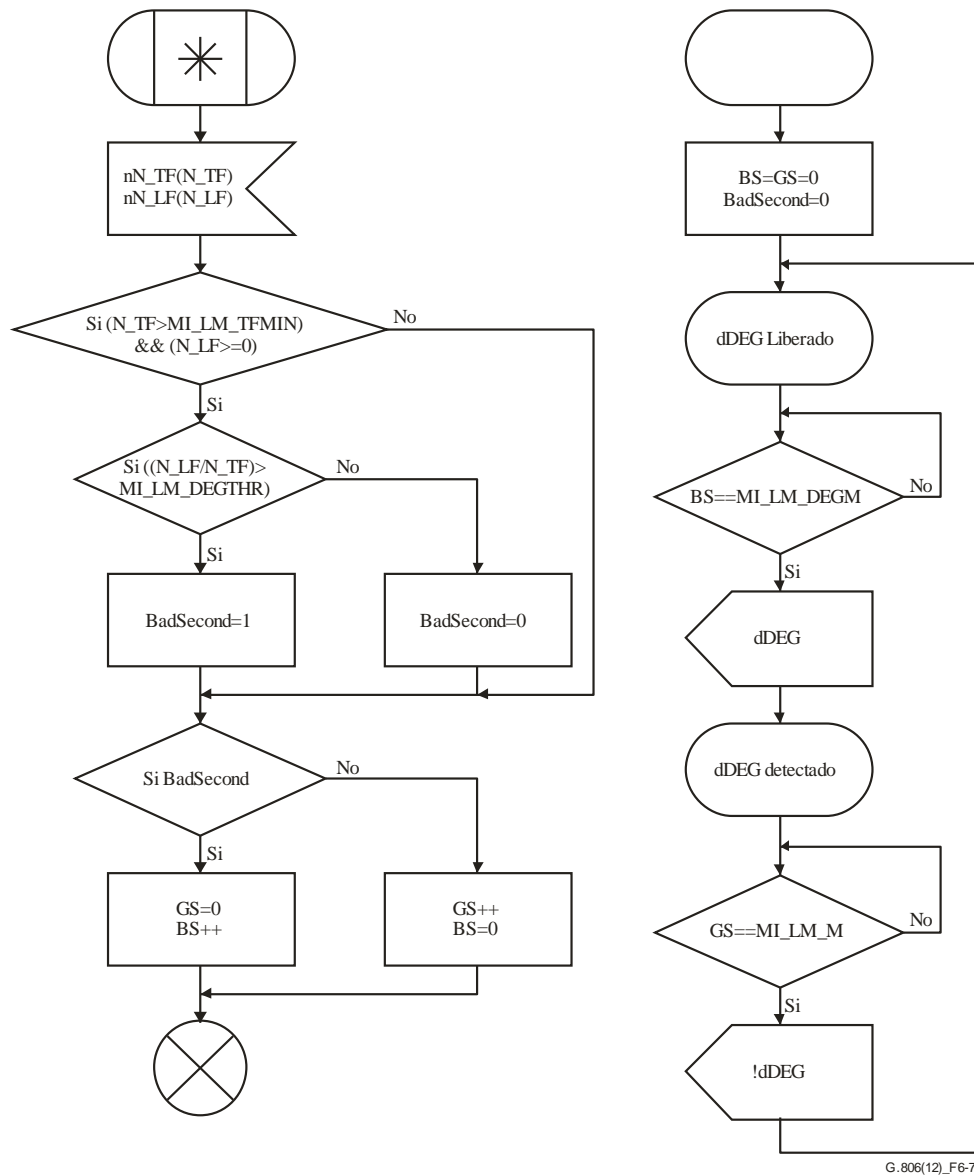 nN_TF(N_TF)
nN_LF(N_LF)
Si (N_TF>MI_LM_TFMIN)
&& (N_LF>=0)
No
Si
Si ((N_LF/N_TF)>
MI_LM_DEGTHR)
No
Si
BadSecond=1
BadSecond=0
Si BadSecond
No
Si
GS=0
BS++
GS++
BS=0
BS=GS=0
BadSecond=0
dDEG Liberado
BS==MI_LM_DEGM
No
Si
dDEG
dDEG detectado
GS==MI_LM_M
No
Si
!dDEG
G.806(12)_F6-7